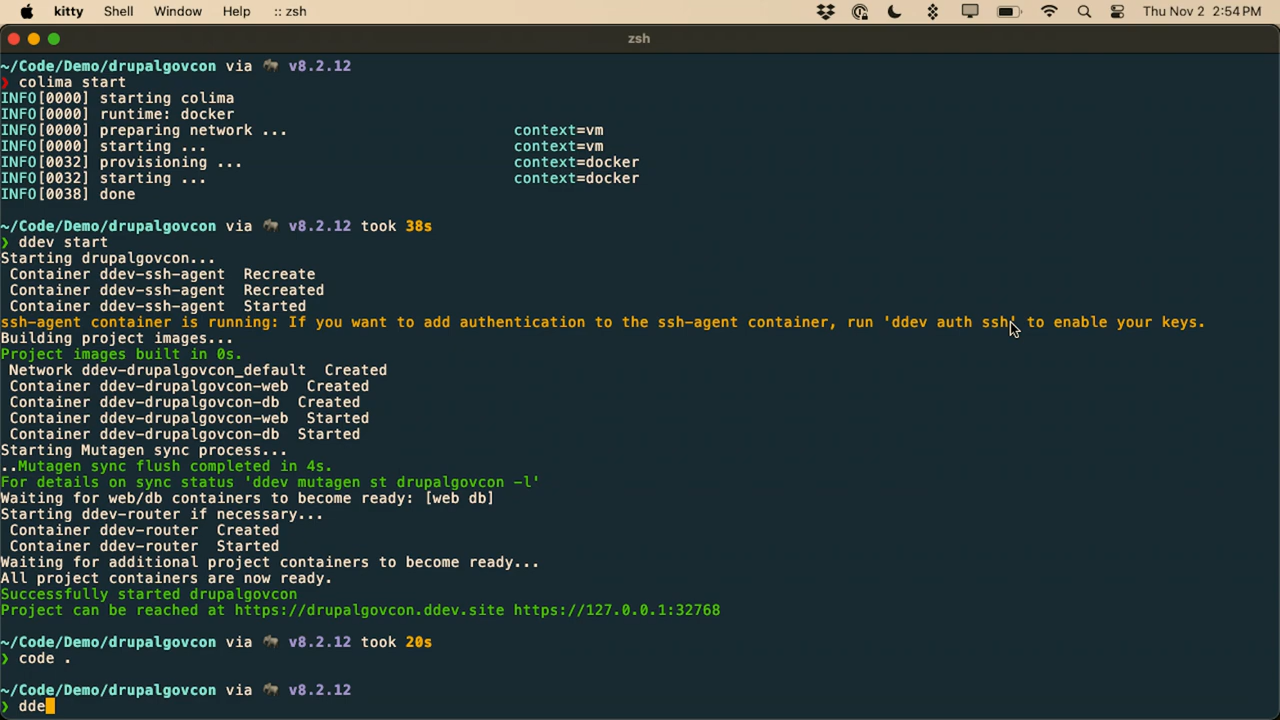 kitty Shell Window Help :: zsh Thu Nov 2 2:54 PM
zsh
~/Code/Demo/drupalgovcon via 🐘 v8.2.12
❯ colima start
INFO[0000] starting colima
INFO[0000] runtime: docker
INFO[0000] preparing network ... context=vm
INFO[0000] starting ... context=vm
INFO[0032] provisioning ... context=docker
INFO[0032] starting ... context=docker
INFO[0038] done
~/Code/Demo/drupalgovcon via 🐘 v8.2.12 took 38s
❯ ddev start
Starting drupalgovcon...
Container ddev-ssh-agent Recreate
Container ddev-ssh-agent Recreated
Container ddev-ssh-agent Started
ssh-agent container is running: If you want to add authentication to the ssh-agent container, run 'ddev auth ssh' to enable your keys.
Building project images...
Project images built in 0s.
Network ddev-drupalgovcon_default Created
Container ddev-drupalgovcon-web Created
Container ddev-drupalgovcon-db Created
Container ddev-drupalgovcon-web Started
Container ddev-drupalgovcon-db Started
Starting Mutagen sync process...
..Mutagen sync flush completed in 4s.
For details on sync status 'ddev mutagen st drupalgovcon -l'
Waiting for web/db containers to become ready: [web db]
Starting ddev-router if necessary...
Container ddev-router Created
Container ddev-router Started
Waiting for additional project containers to become ready...
All project containers are now ready.
Successfully started drupalgovcon
Project can be reached at https://drupalgovcon.ddev.site https://127.0.0.1:32768
~/Code/Demo/drupalgovcon via 🐘 v8.2.12 took 20s
❯ code .
~/Code/Demo/drupalgovcon via 🐘 v8.2.12
❯ dde